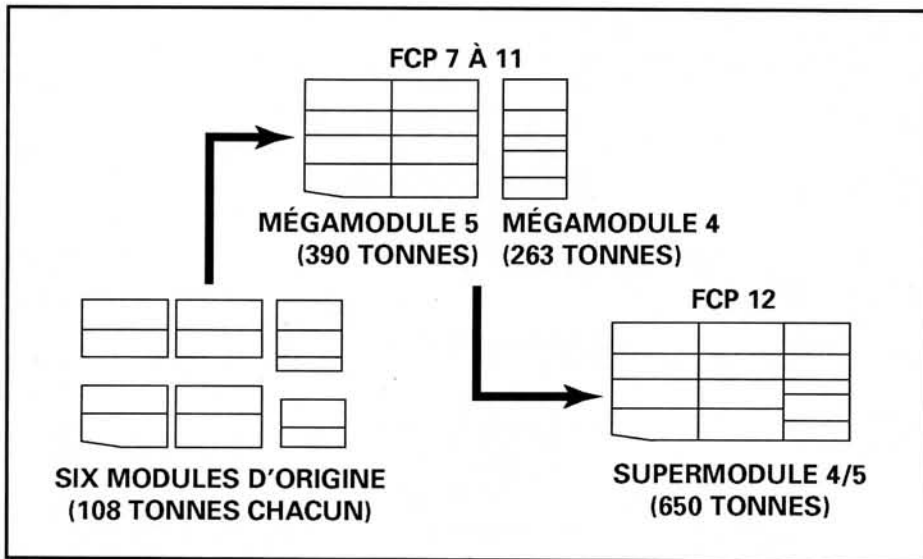 FCP 7 À 11
MÉGAMODULE 5
(390 TONNES)
MÉGAMODULE 4
(263 TONNES)
FCP 12
SIX MODULES D'ORIGINE
(108 TONNES CHACUN)
SUPERMODULE 4/5
(650 TONNES)